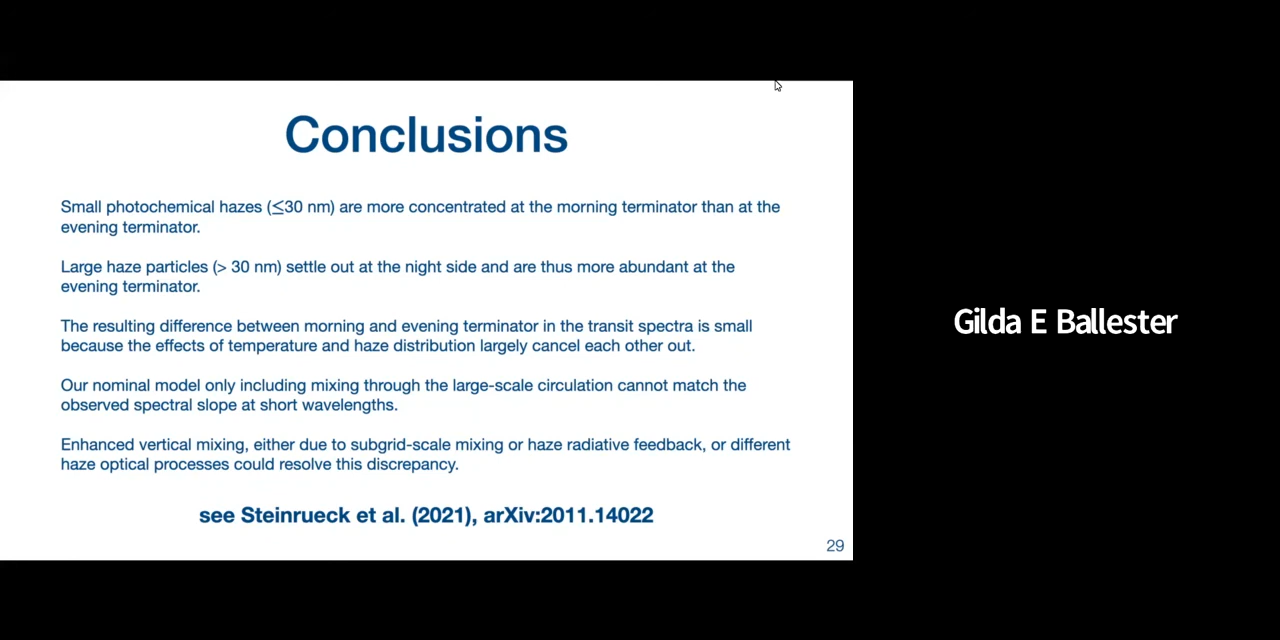 Conclusions
Small photochemical hazes (≤30 nm) are more concentrated at the morning terminator than at the
evening terminator.
Large haze particles (> 30 nm) settle out at the night side and are thus more abundant at the
evening terminator.
The resulting difference between morning and evening terminator in the transit spectra is small
because the effects of temperature and haze distribution largely cancel each other out.
Our nominal model only including mixing through the large-scale circulation cannot match the
observed spectral slope at short wavelengths.
Enhanced vertical mixing, either due to subgrid-scale mixing or haze radiative feedback, or different
haze optical processes could resolve this discrepancy.
see Steinrueck et al. (2021), arXiv:2011.14022
29
Gilda E Ballester